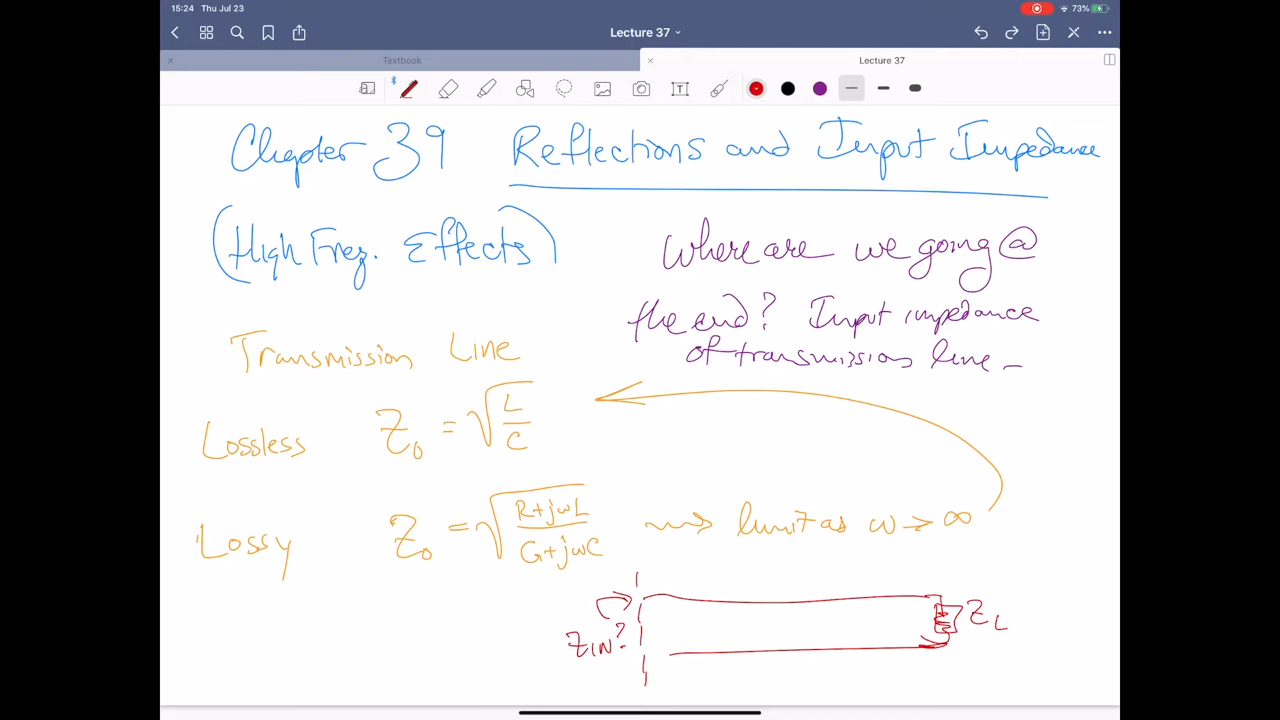 15:24 Thu Jul 23
73%
Lecture 37
Textbook
Lecture 37
Chapter 39 Reflections and Input Impedance
(High Freq. Effects)
Where are we going @
the end? Input impedance
of transmission line
Transmission Line
Lossless Z₀ = √(L/C)
Lossy Z₀ = √((R+jωL)/(G+jωC)) ⟿ limit as ω → ∞
Z_IN?
Z_L